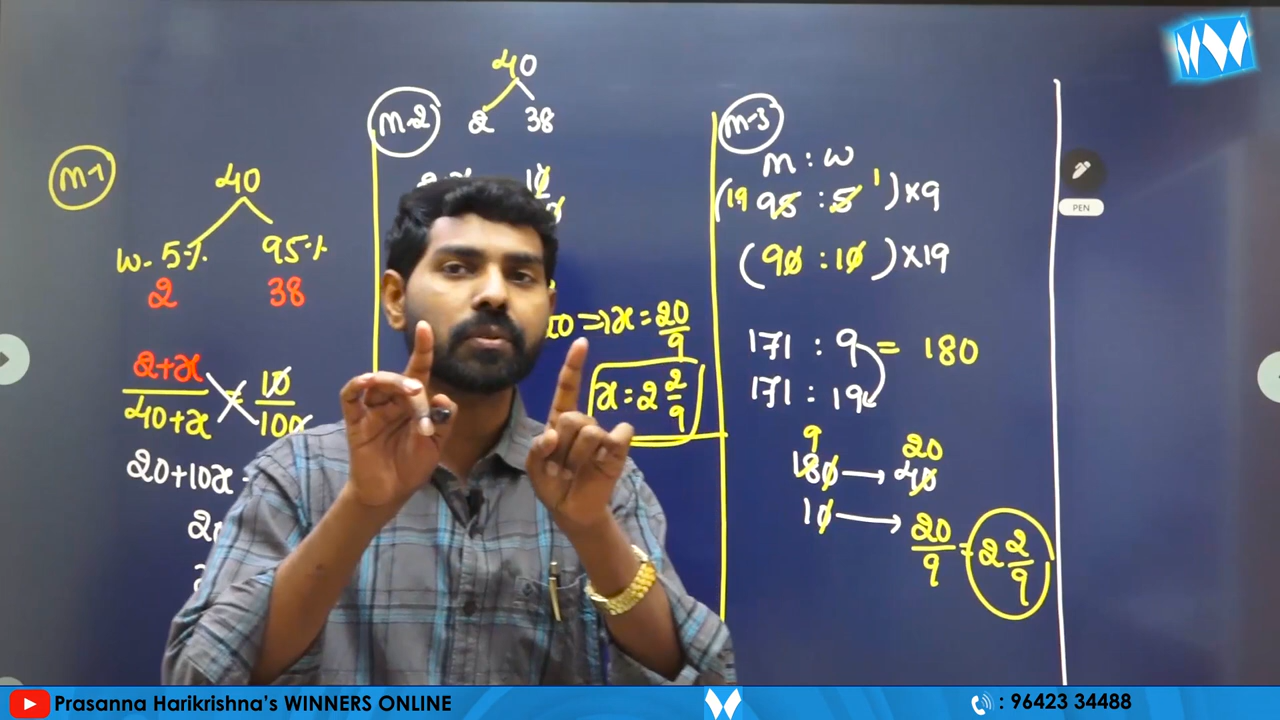 M-1
40
W-5% 95%
2 38
2+x/40+x = 10/100
20+10x
M-2
40
2 38
10
20 ⇒ x = 20/9
x = 2 2/9
M-3
M : W
(19 95 : 5 1) × 9
(90 : 10) × 19
171 : 9 = 180
171 : 19
9 20
180 → 40
10 → 20/9 = 2 2/9
PEN
W
Prasanna Harikrishna's WINNERS ONLINE
: 96423 34488